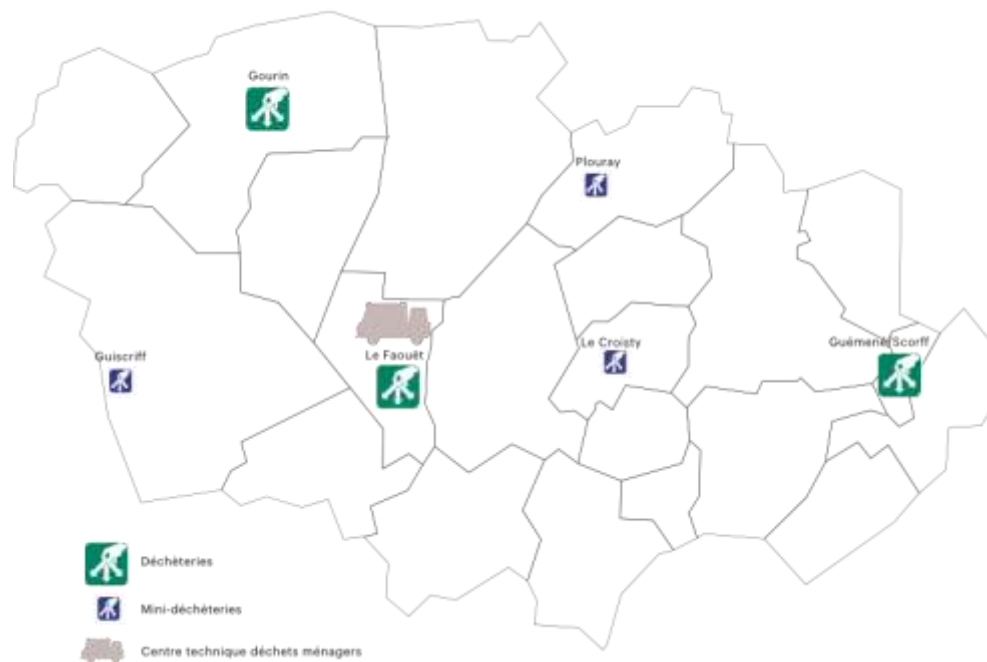 Gourin
Plouray
Guiscriff
Le Faouët
Le Croisty
Guémené/Scorff
Déchèteries
Mini-déchèteries
Centre technique déchets ménagers